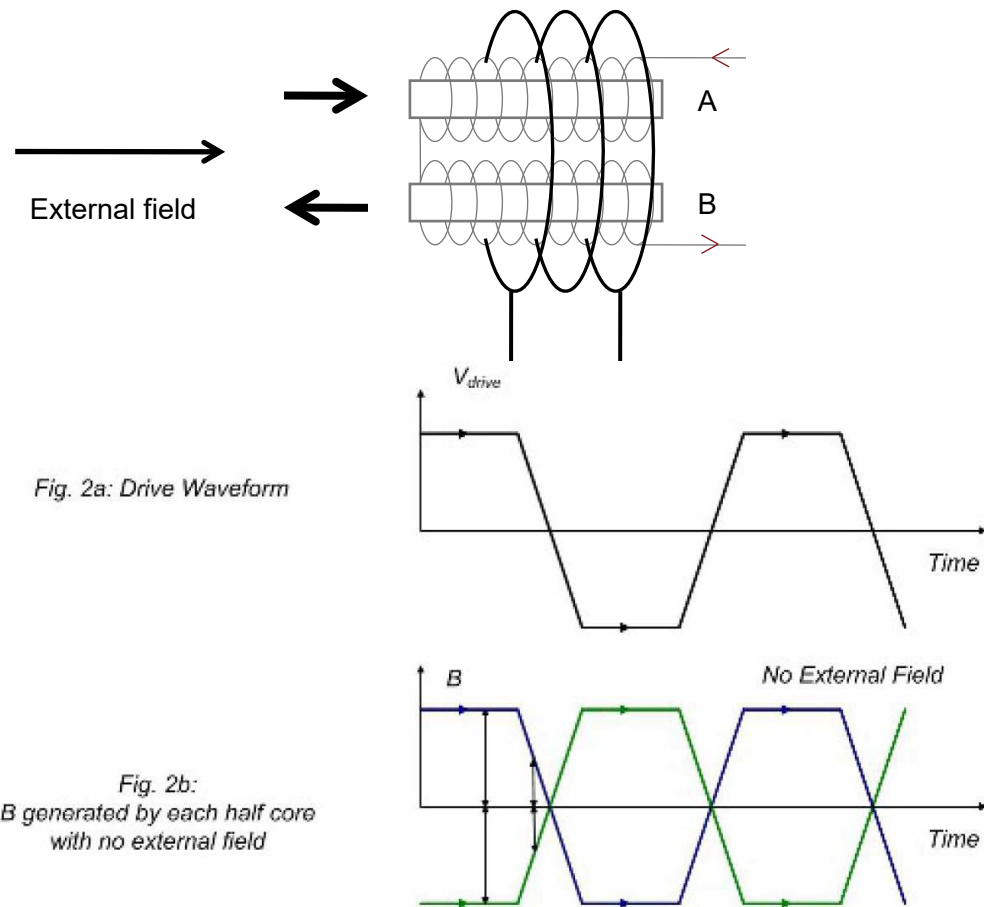 A
External field
B
V_drive
Fig. 2a: Drive Waveform
Time
B
No External Field
Fig. 2b:
B generated by each half core
with no external field
Time